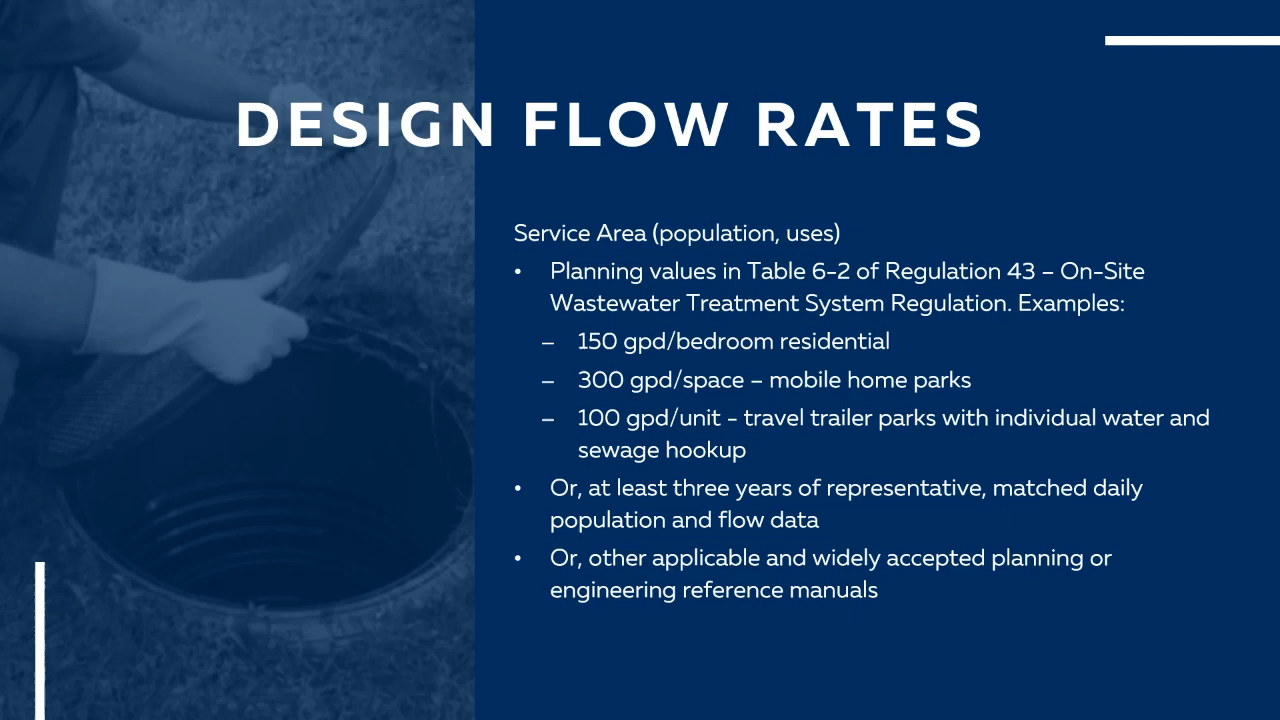 DESIGN FLOW RATES
Service Area (population, uses)
• Planning values in Table 6-2 of Regulation 43 – On-Site
Wastewater Treatment System Regulation. Examples:
– 150 gpd/bedroom residential
– 300 gpd/space – mobile home parks
– 100 gpd/unit - travel trailer parks with individual water and
sewage hookup
• Or, at least three years of representative, matched daily
population and flow data
• Or, other applicable and widely accepted planning or
engineering reference manuals